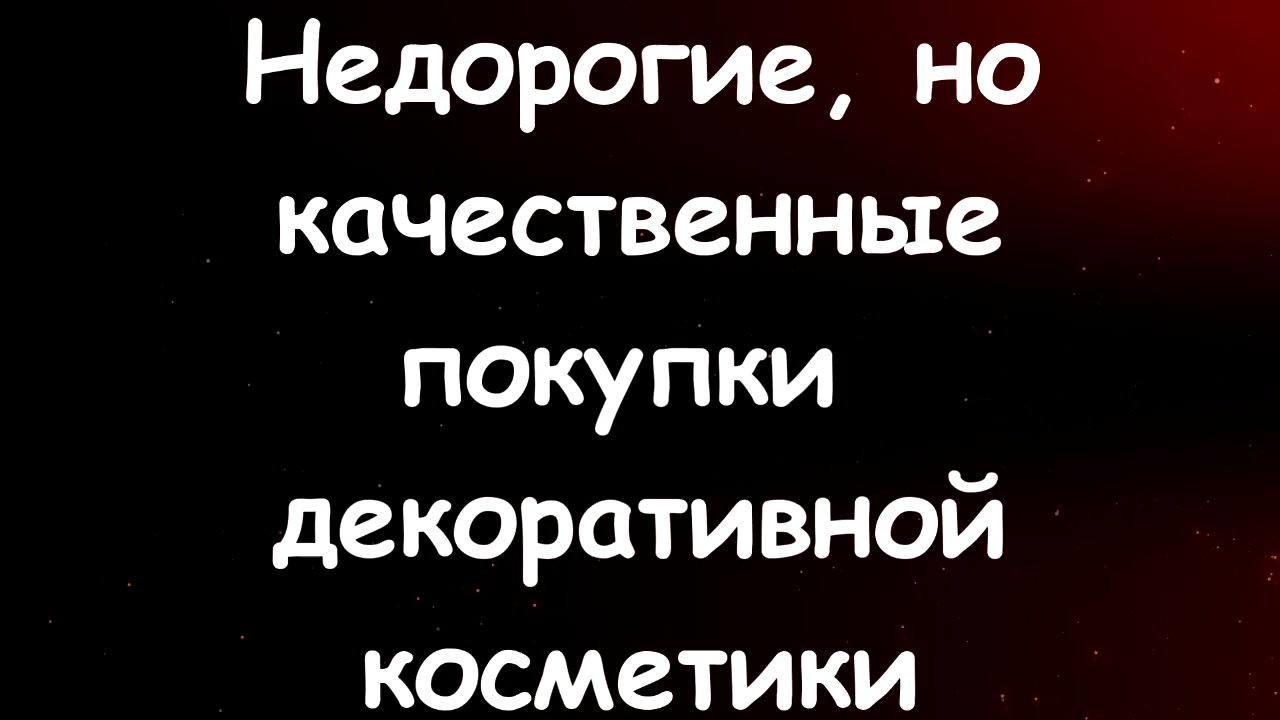 Недорогие, но
качественные
покупки
декоративной
косметики